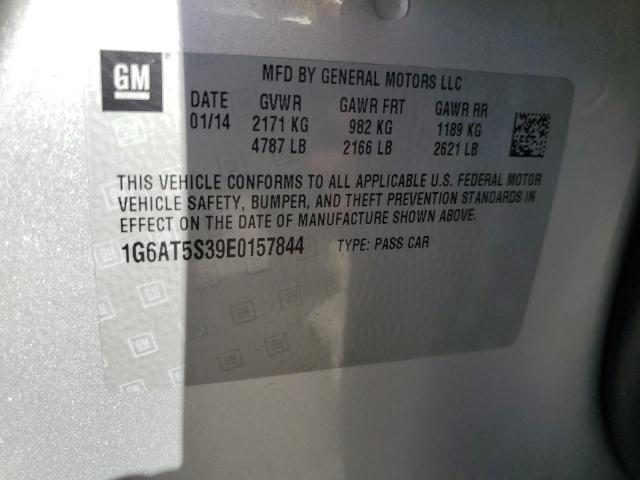 GM
MFD BY GENERAL MOTORS LLC
DATE GVWR GAWR FRT GAWR RR
01/14 2171 KG 982 KG 1189 KG
4787 LB 2166 LB 2621 LB
THIS VEHICLE CONFORMS TO ALL APPLICABLE U.S. FEDERAL MOTOR
VEHICLE SAFETY, BUMPER, AND THEFT PREVENTION STANDARDS IN
EFFECT ON THE DATE OF MANUFACTURE SHOWN ABOVE.
1G6AT5S39E0157844 TYPE: PASS CAR